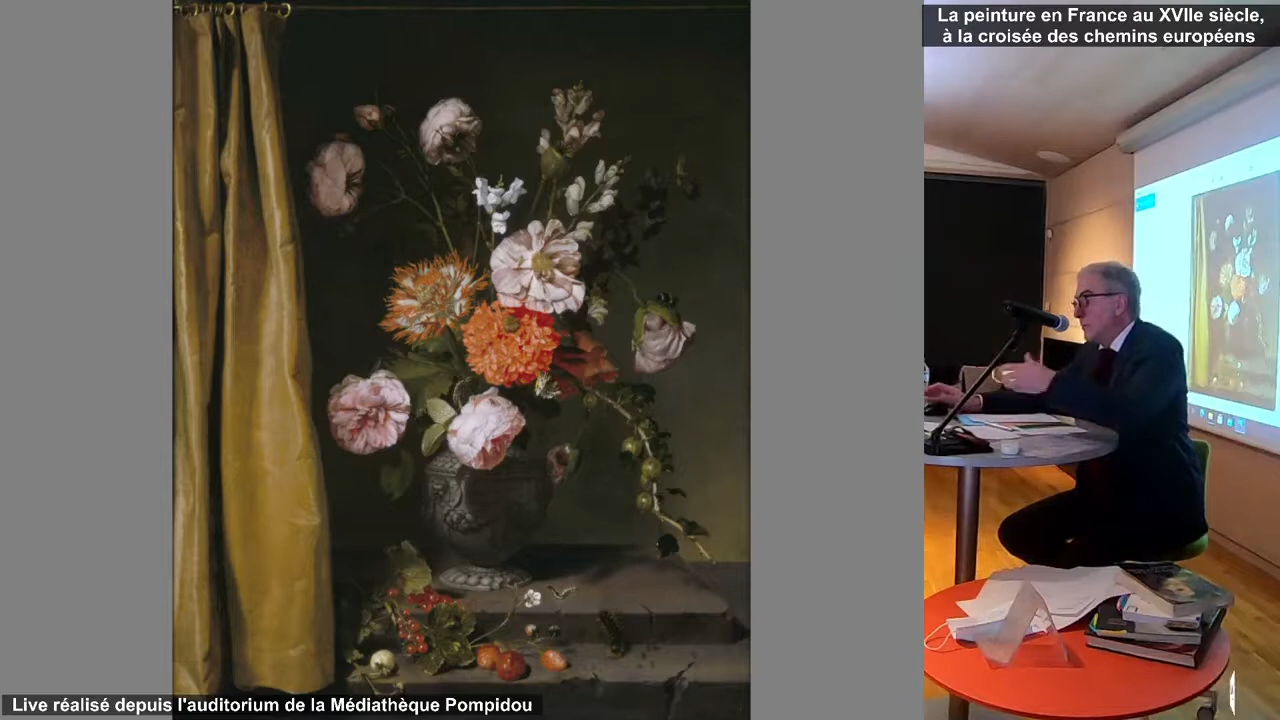 La peinture en France au XVIIe siècle,
à la croisée des chemins européens
Live réalisé depuis l'auditorium de la Médiathèque Pompidou